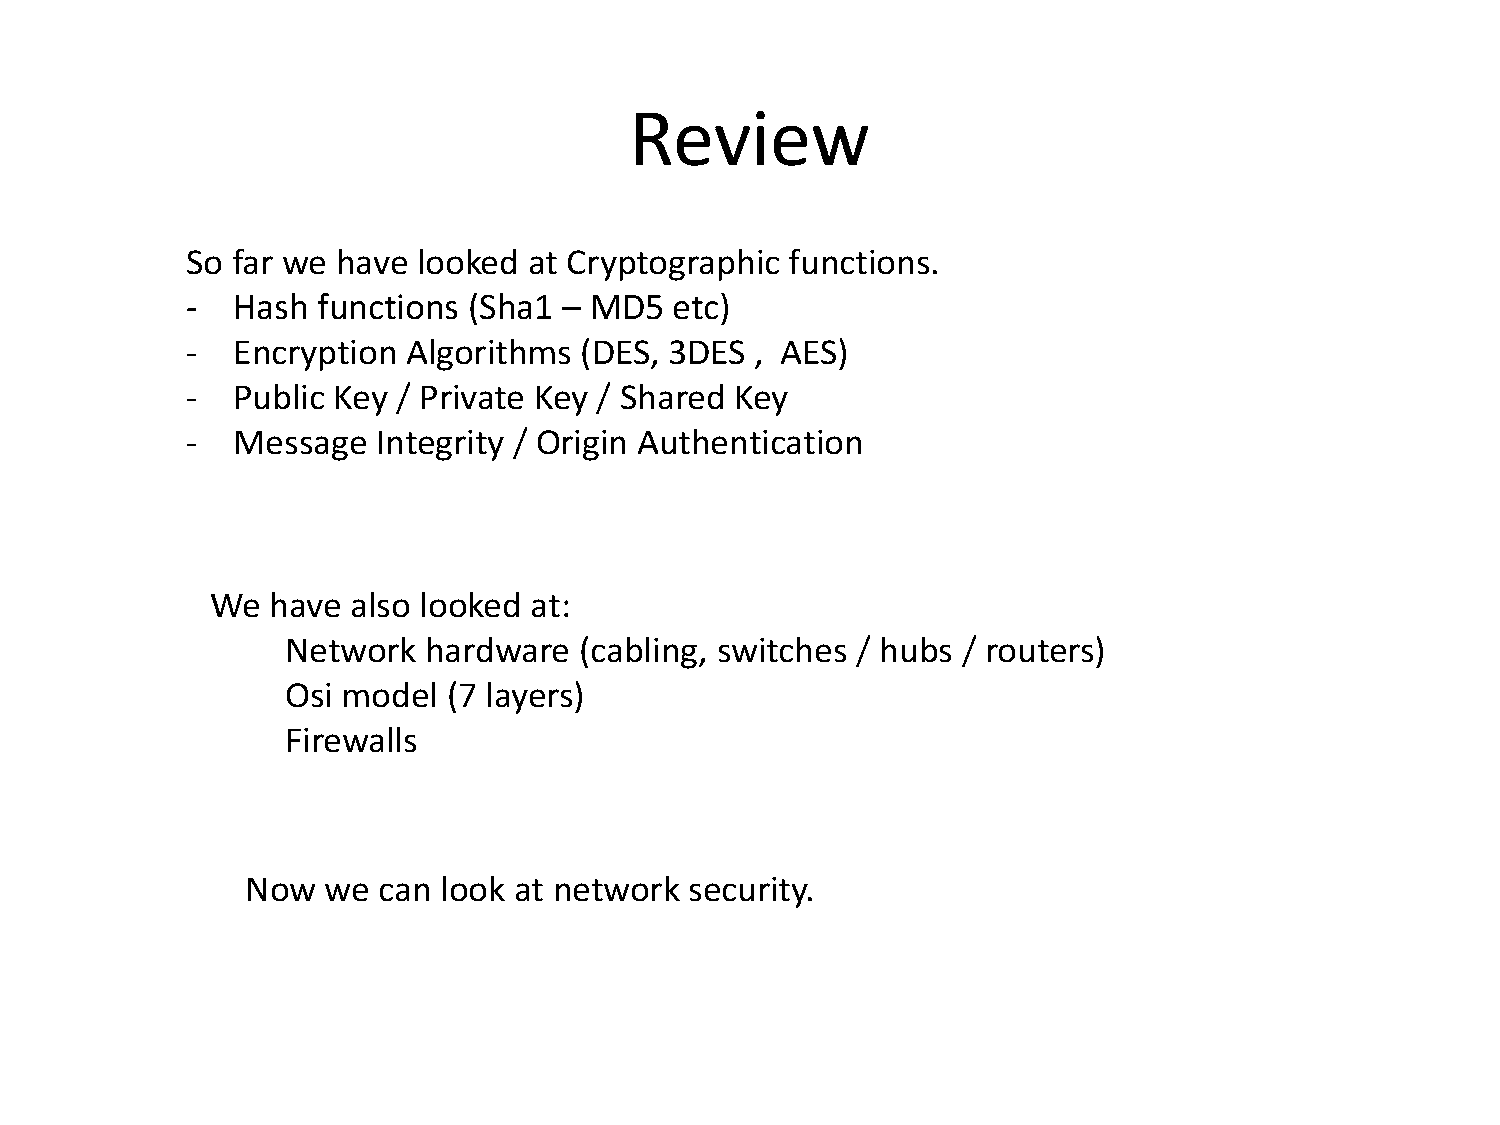 Review
So far we have looked at Cryptographic functions.
- Hash functions (Sha1 – MD5 etc)
- Encryption Algorithms (DES, 3DES , AES)
- Public Key / Private Key / Shared Key
- Message Integrity / Origin Authentication
We have also looked at:
Network hardware (cabling, switches / hubs / routers)
Osi model (7 layers)
Firewalls
Now we can look at network security.